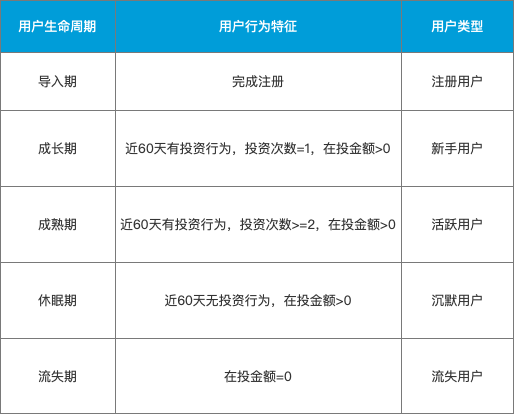 用户生命周期 用户行为特征 用户类型
导入期 完成注册 注册用户
成长期 近60天有投资行为，投资次数=1，在投金额>0 新手用户
成熟期 近60天有投资行为，投资次数>=2，在投金额>0 活跃用户
休眠期 近60天无投资行为，在投金额>0 沉默用户
流失期 在投金额=0 流失用户